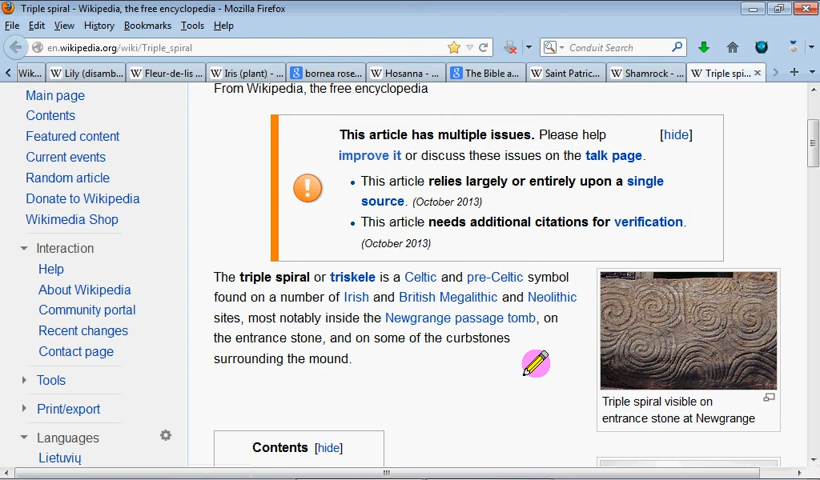 Triple spiral - Wikipedia, the free encyclopedia - Mozilla Firefox
File Edit View History Bookmarks Tools Help
en.wikipedia.org/wiki/Triple_spiral
Conduit Search
Wik... Lily (disamb... Fleur-de-lis ... Iris (plant) - ... bornea rose... Hosanna - ... The Bible a... Saint Patric... Shamrock - ... Triple spi...
Main page
Contents
Featured content
Current events
Random article
Donate to Wikipedia
Wikimedia Shop
Interaction
Help
About Wikipedia
Community portal
Recent changes
Contact page
Tools
Print/export
Languages
Lietuvių
From Wikipedia, the free encyclopedia
This article has multiple issues. Please help [hide]
improve it or discuss these issues on the talk page.
• This article relies largely or entirely upon a single
source. (October 2013)
• This article needs additional citations for verification.
(October 2013)
The triple spiral or triskele is a Celtic and pre-Celtic symbol
found on a number of Irish and British Megalithic and Neolithic
sites, most notably inside the Newgrange passage tomb, on
the entrance stone, and on some of the curbstones
surrounding the mound.
Triple spiral visible on
entrance stone at Newgrange
Contents [hide]